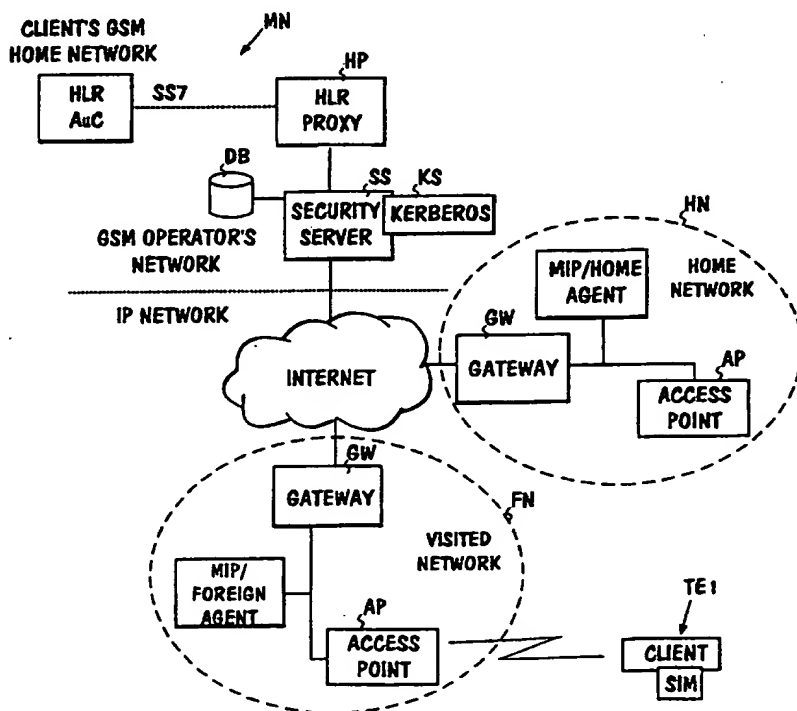 CLIENT'S GSM
HOME NETWORK
MN
HLR
AuC
SS7
HP
HLR
PROXY
DB
SS
KS
SECURITY
SERVER
KERBEROS
GSM OPERATOR'S
NETWORK
IP NETWORK
HN
MIP/HOME
AGENT
HOME
NETWORK
GW
GATEWAY
AP
ACCESS
POINT
INTERNET
GW
GATEWAY
FN
VISITED
NETWORK
MIP/
FOREIGN
AGENT
AP
ACCESS
POINT
TE1
CLIENT
SIM